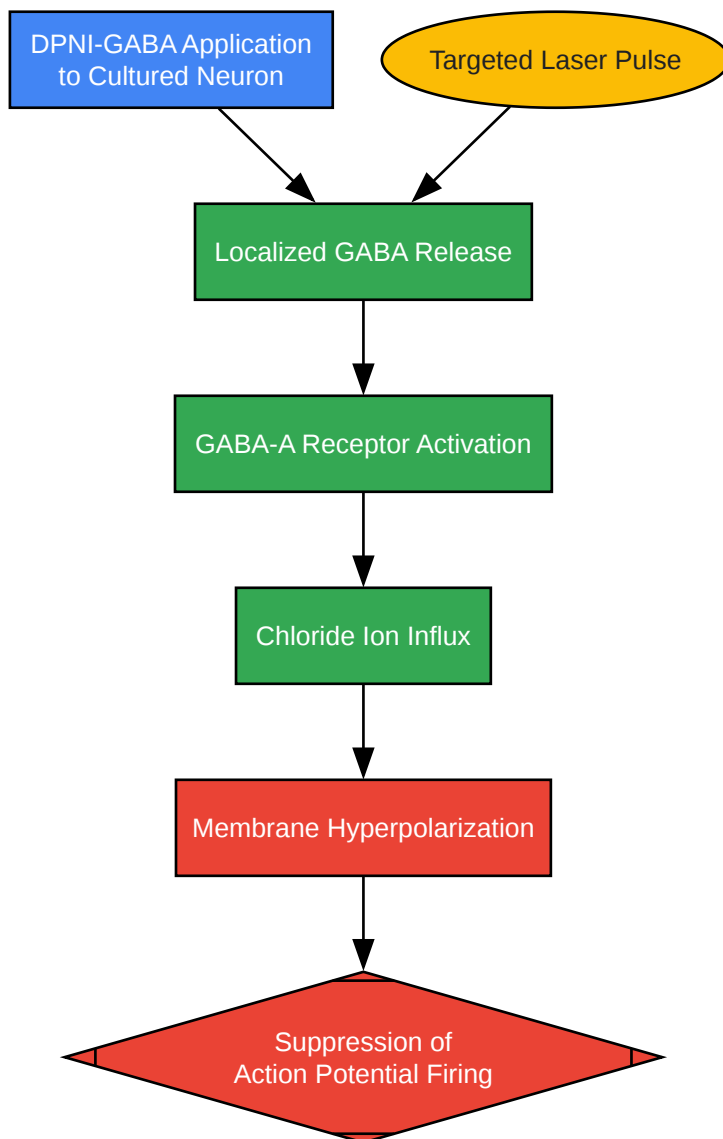 DPNI-GABA Application
to Cultured Neuron
Targeted Laser Pulse
Localized GABA Release
GABA-A Receptor Activation
Chloride Ion Influx
Membrane Hyperpolarization
Suppression of
Action Potential Firing